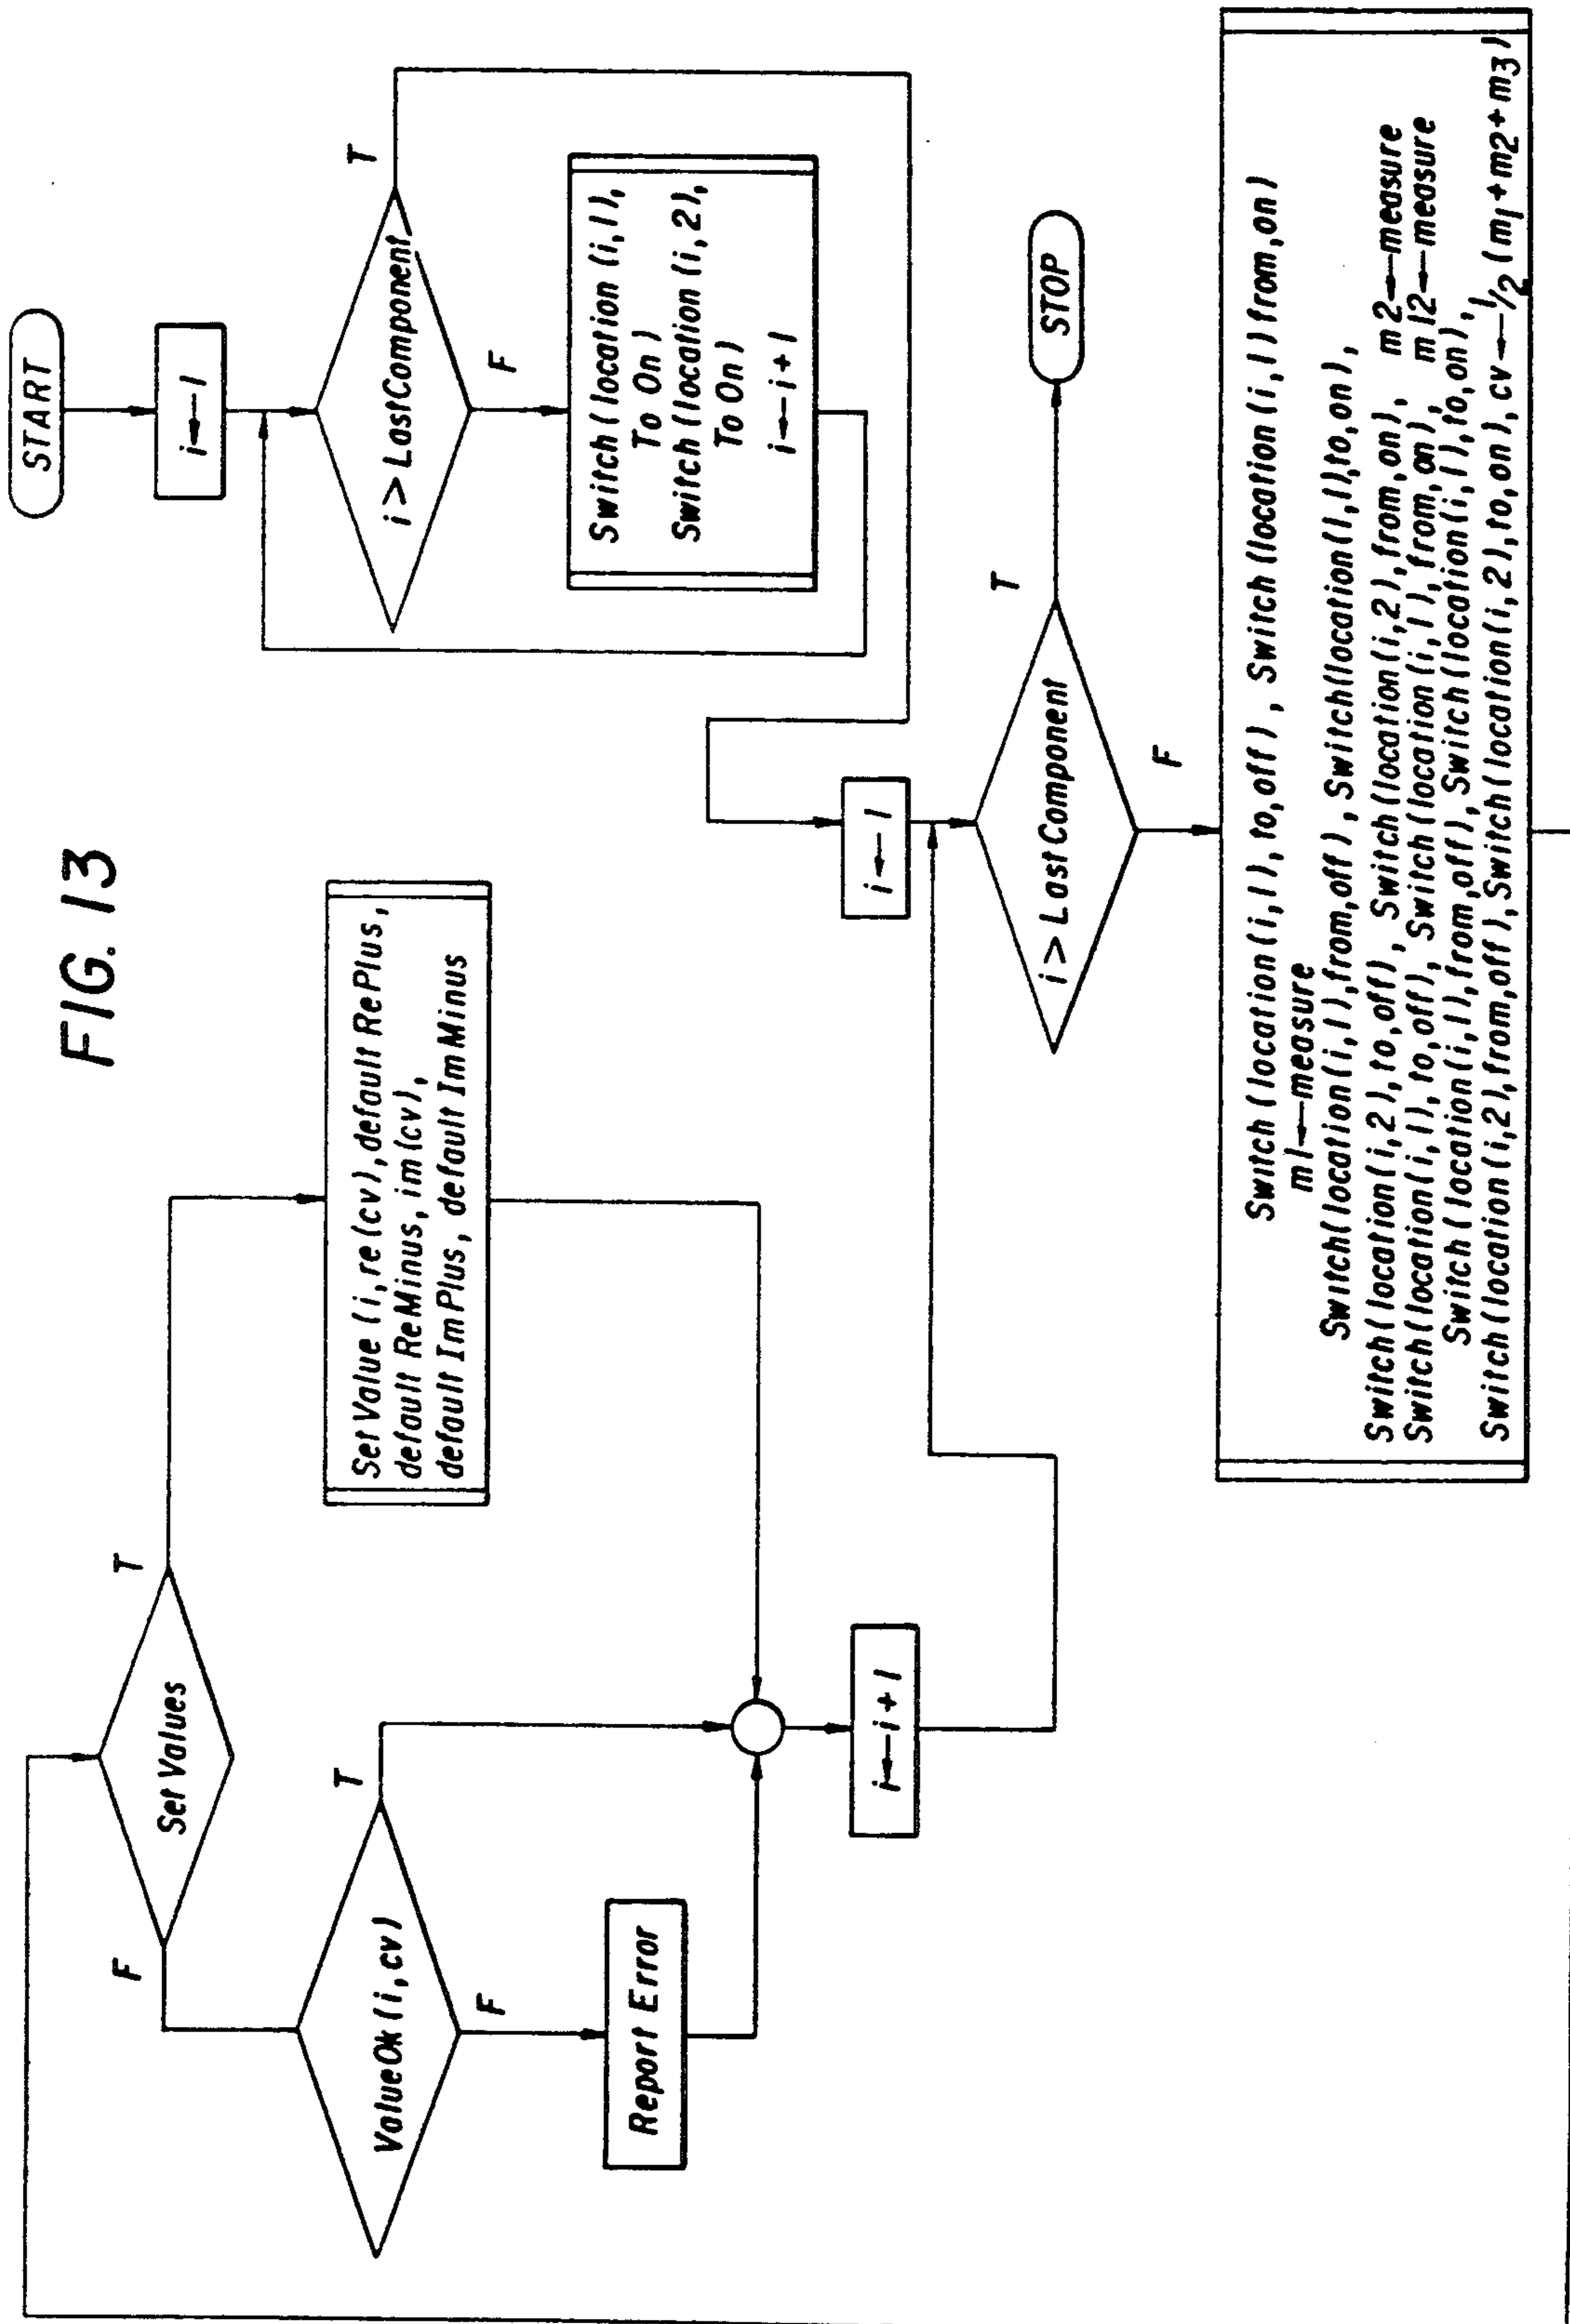 FIG. 13
START
i←1
i > LastComponent
T
F
Switch (location (i, 1),
To On)
Switch (location (i, 2),
To On)
i ← i + 1
i ← 1
i > LastComponent
T
STOP
F
Switch (location (i, 1), to, off) , Switch (location (i, 1) from, on)
m1 ← measure
Switch(location(i, 1), from, off) , Switch(location(1, 1), to, on),
Switch(location(i, 2), to, off), Switch(location(i, 2), from, on), m2 ← measure
Switch(location(i, 1), to, off), Switch(location(i, 1), from, on), m12 ← measure
Switch (location(i, 1), from, off), Switch(location(i, 1), to, on),
Switch(location(i, 2), from, off), Switch(location(i, 2), to, on), cv ← 1/2 (m1 + m2 + m3)
Set Values
T
F
Set Value (i, re (cv), default RePlus,
default ReMinus, im (cv),
default ImPlus, default ImMinus
ValueOk (i, cv)
T
F
Report Error
i ← i + 1